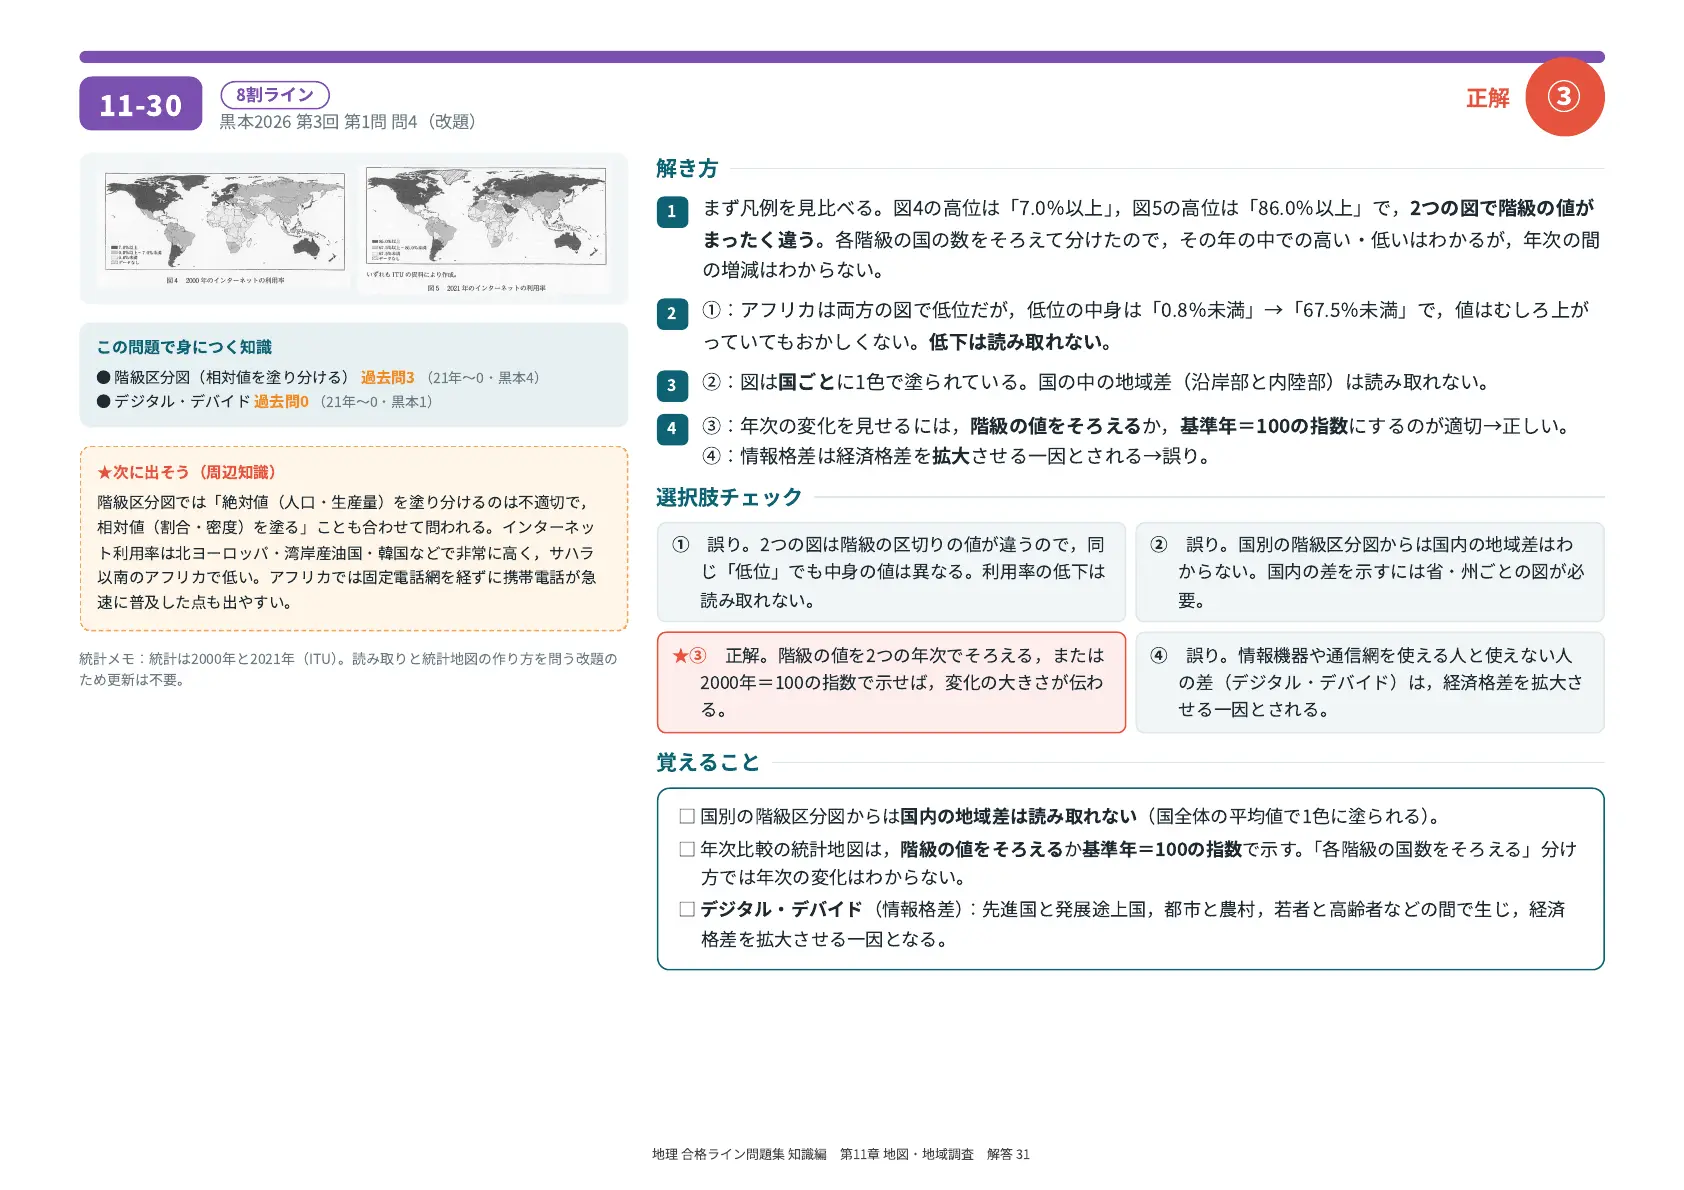 11-30
8割ライン
黒本2026 第3回 第1問 問4（改題）
正解 ③
7.0%以上
0.8%以上～7.0%未満
0.8%未満
データなし
図4 2000年のインターネットの利用率
86.0%以上
67.5%以上～86.0%未満
67.5%未満
データなし
いずれもITUの資料により作成。
図5 2021年のインターネットの利用率
この問題で身につく知識
●階級区分図（相対値を塗り分ける） 過去問3 （21年～0・黒本4）
●デジタル・デバイド 過去問0 （21年～0・黒本1）
★次に出そう（周辺知識）
階級区分図では「絶対値（人口・生産量）を塗り分けるのは不適切で，
相対値（割合・密度）を塗る」ことも合わせて問われる。インターネッ
ト利用率は北ヨーロッパ・湾岸産油国・韓国などで非常に高く，サハラ
以南のアフリカで低い。アフリカでは固定電話網を経ずに携帯電話が急
速に普及した点も出やすい。
統計メモ：統計は2000年と2021年（ITU）。読み取りと統計地図の作り方を問う改題の
ため更新は不要。
解き方
1 まず凡例を見比べる。図4の高位は「7.0%以上」，図5の高位は「86.0%以上」で，2つの図で階級の値が
まったく違う。各階級の国の数をそろえて分けたので，その年の中での高い・低いはわかるが，年次の間
の増減はわからない。
2 ①：アフリカは両方の図で低位だが，低位の中身は「0.8%未満」→「67.5%未満」で，値はむしろ上が
っていてもおかしくない。低下は読み取れない。
3 ②：図は国ごとに1色で塗られている。国の中の地域差（沿岸部と内陸部）は読み取れない。
4 ③：年次の変化を見せるには，階級の値をそろえるか，基準年＝100の指数にするのが適切→正しい。
④：情報格差は経済格差を拡大させる一因とされる→誤り。
選択肢チェック
① 誤り。2つの図は階級の区切りの値が違うので，同
じ「低位」でも中身の値は異なる。利用率の低下は
読み取れない。
② 誤り。国別の階級区分図からは国内の地域差はわ
からない。国内の差を示すには省・州ごとの図が必
要。
★③ 正解。階級の値を2つの年次でそろえる，または
2000年＝100の指数で示せば，変化の大きさが伝わ
る。
④ 誤り。情報機器や通信網を使える人と使えない人
の差（デジタル・デバイド）は，経済格差を拡大さ
せる一因とされる。
覚えること
□ 国別の階級区分図からは国内の地域差は読み取れない（国全体の平均値で1色に塗られる）。
□ 年次比較の統計地図は，階級の値をそろえるか基準年＝100の指数で示す。「各階級の国数をそろえる」分け
方では年次の変化はわからない。
□ デジタル・デバイド（情報格差）：先進国と発展途上国，都市と農村，若者と高齢者などの間で生じ，経済
格差を拡大させる一因となる。
地理 合格ライン問題集 知識編 第11章 地図・地域調査 解答 31